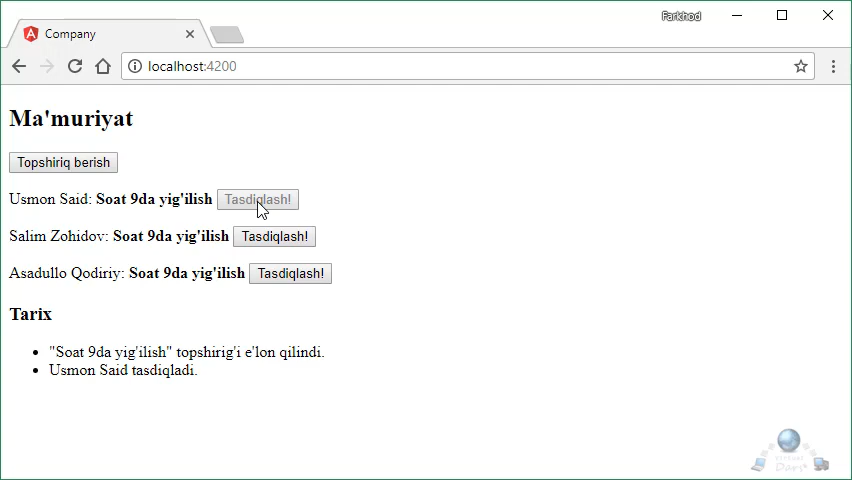 Farkhod
Company
localhost:4200
Ma'muriyat
Topshiriq berish
Usmon Said: Soat 9da yig'ilish Tasdiqlash!
Salim Zohidov: Soat 9da yig'ilish Tasdiqlash!
Asadullo Qodiriy: Soat 9da yig'ilish Tasdiqlash!
Tarix
"Soat 9da yig'ilish" topshirig'i e'lon qilindi.
Usmon Said tasdiqladi.
Dars